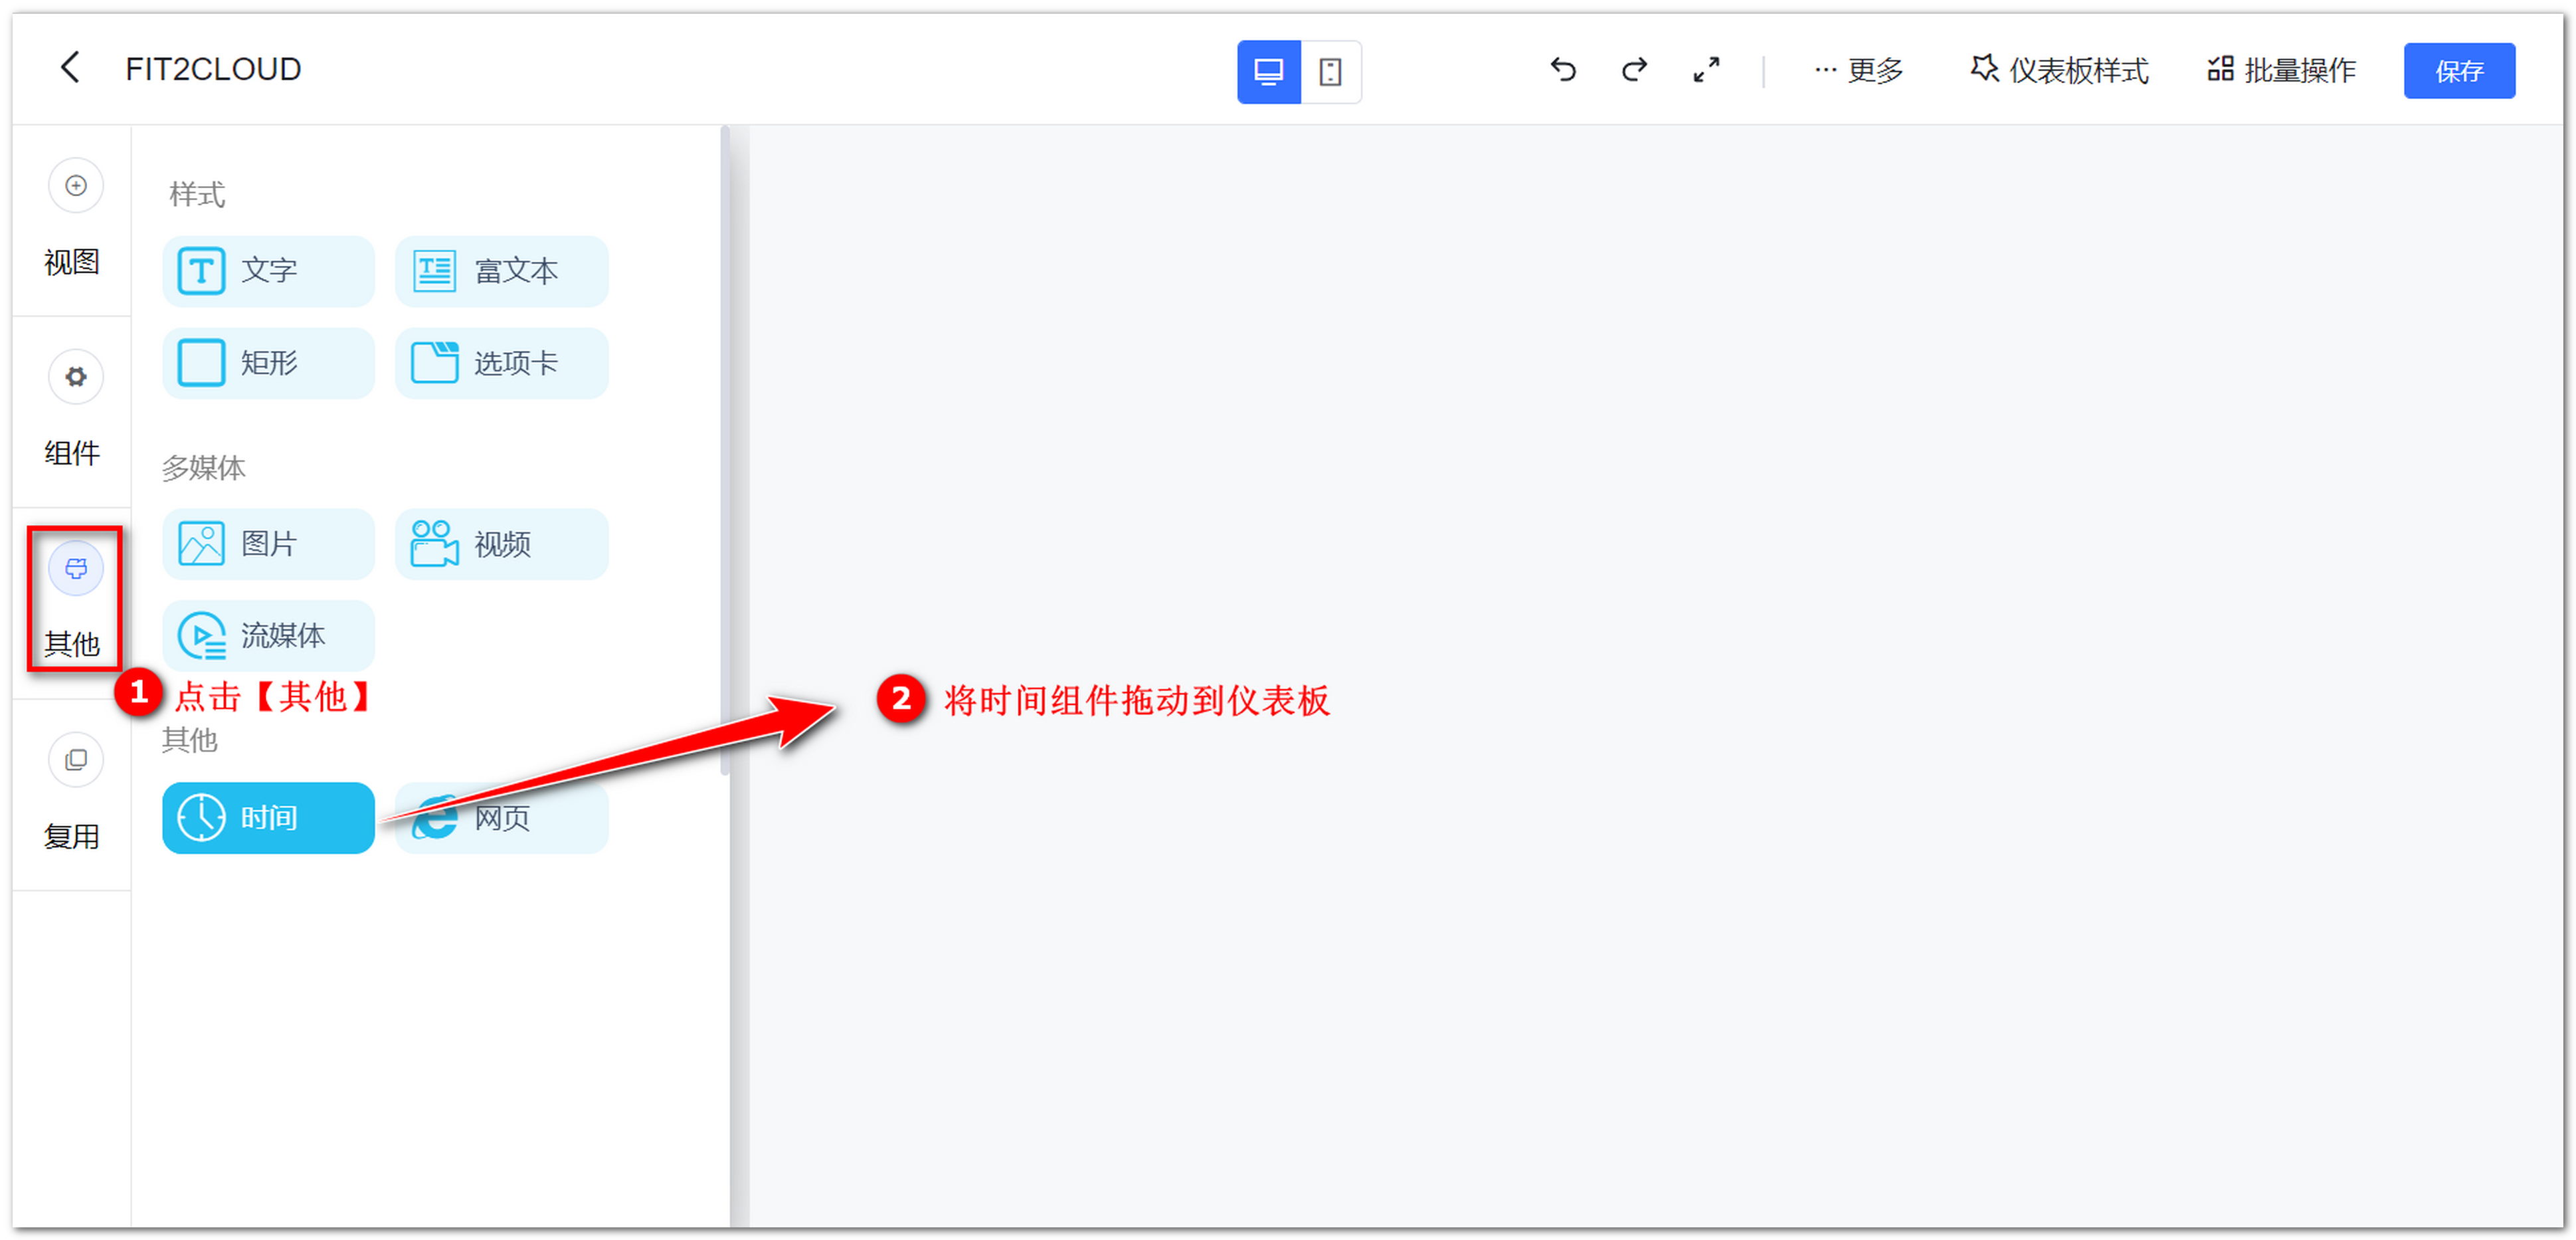 FIT2CLOUD
··· 更多
仪表板样式
批量操作
保存
视图
组件
其他
复用
样式
文字
富文本
矩形
选项卡
多媒体
图片
视频
流媒体
1 点击【其他】
其他
时间
网页
2 将时间组件拖动到仪表板